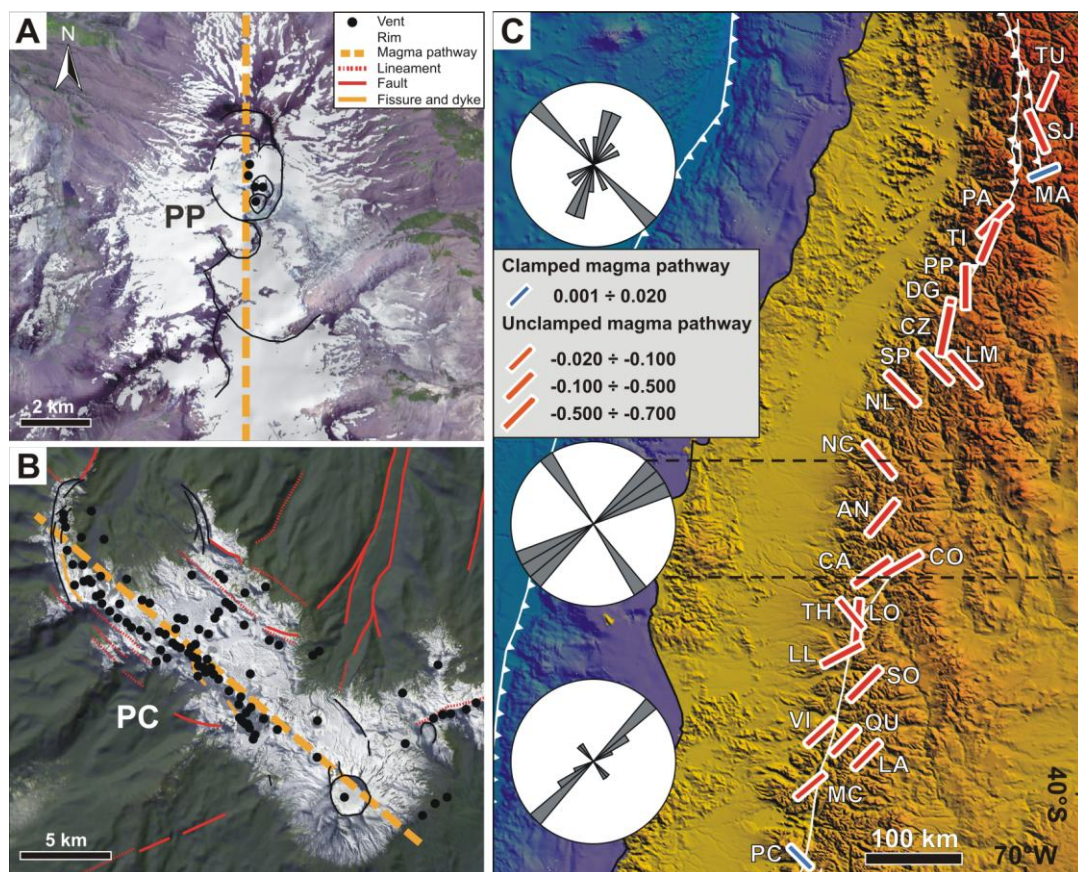 A
N
Vent
Rim
Magma pathway
Lineament
Fault
Fissure and dyke
PP
2 km
B
PC
5 km
C
TU
SJ
MA
PA
TI
PP
DG
CZ
SP
LM
NL
NC
AN
CA
CO
TH
LO
LL
SO
VI
QU
LA
MC
PC
Clamped magma pathway
0.001 ÷ 0.020
Unclamped magma pathway
-0.020 ÷ -0.100
-0.100 ÷ -0.500
-0.500 ÷ -0.700
40°S
100 km
70°W